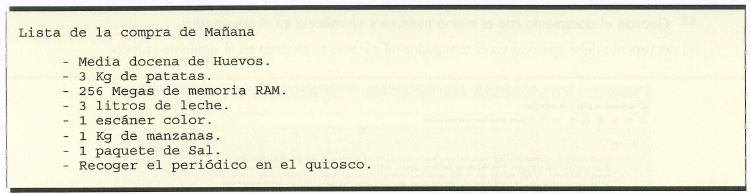 Lista de la compra de Mañana
- Media docena de Huevos.
- 3 Kg de patatas.
- 256 Megas de memoria RAM.
- 3 litros de leche.
- 1 escáner color.
- 1 Kg de manzanas.
- 1 paquete de Sal.
- Recoger el periódico en el quiosco.